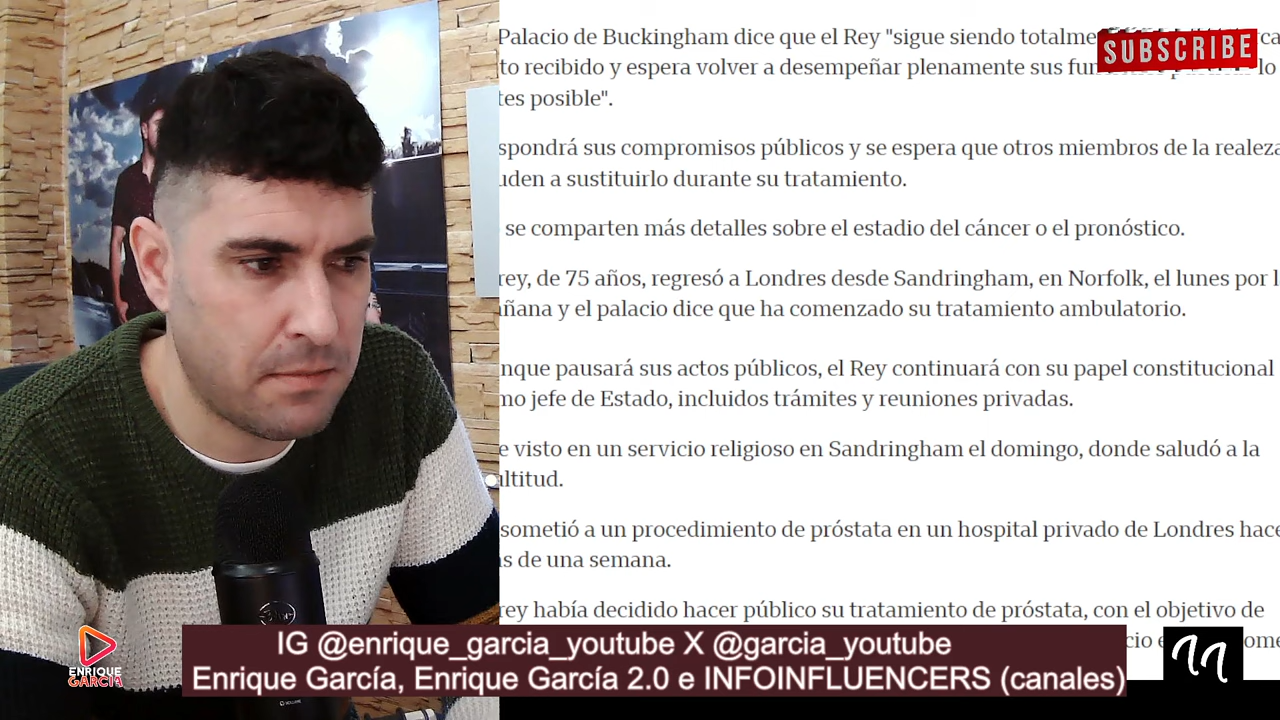 Palacio de Buckingham dice que el Rey "sigue siendo
to recibido y espera volver a desempeñar plenamente sus
tes posible".
SUBSCRIBE
spondrá sus compromisos públicos y se espera que otros miembros de la realeza
uden a sustituirlo durante su tratamiento.
se comparten más detalles sobre el estadio del cáncer o el pronóstico.
rey, de 75 años, regresó a Londres desde Sandringham, en Norfolk, el lunes por l
añana y el palacio dice que ha comenzado su tratamiento ambulatorio.
nque pausará sus actos públicos, el Rey continuará con su papel constitucional
mo jefe de Estado, incluidos trámites y reuniones privadas.
e visto en un servicio religioso en Sandringham el domingo, donde saludó a la
ultitud.
sometió a un procedimiento de próstata en un hospital privado de Londres hace
s de una semana.
rey había decidido hacer público su tratamiento de próstata, con el objetivo de
IG @enrique_garcia_youtube X @garcia_youtube
Enrique García, Enrique García 2.0 e INFOINFLUENCERS (canales)
ENRIQUE
GARCÍA